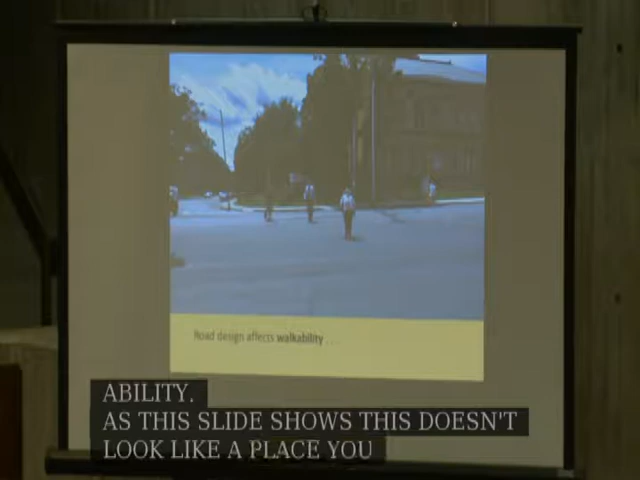 Road design affects walkability . . .
ABILITY.
AS THIS SLIDE SHOWS THIS DOESN'T
LOOK LIKE A PLACE YOU